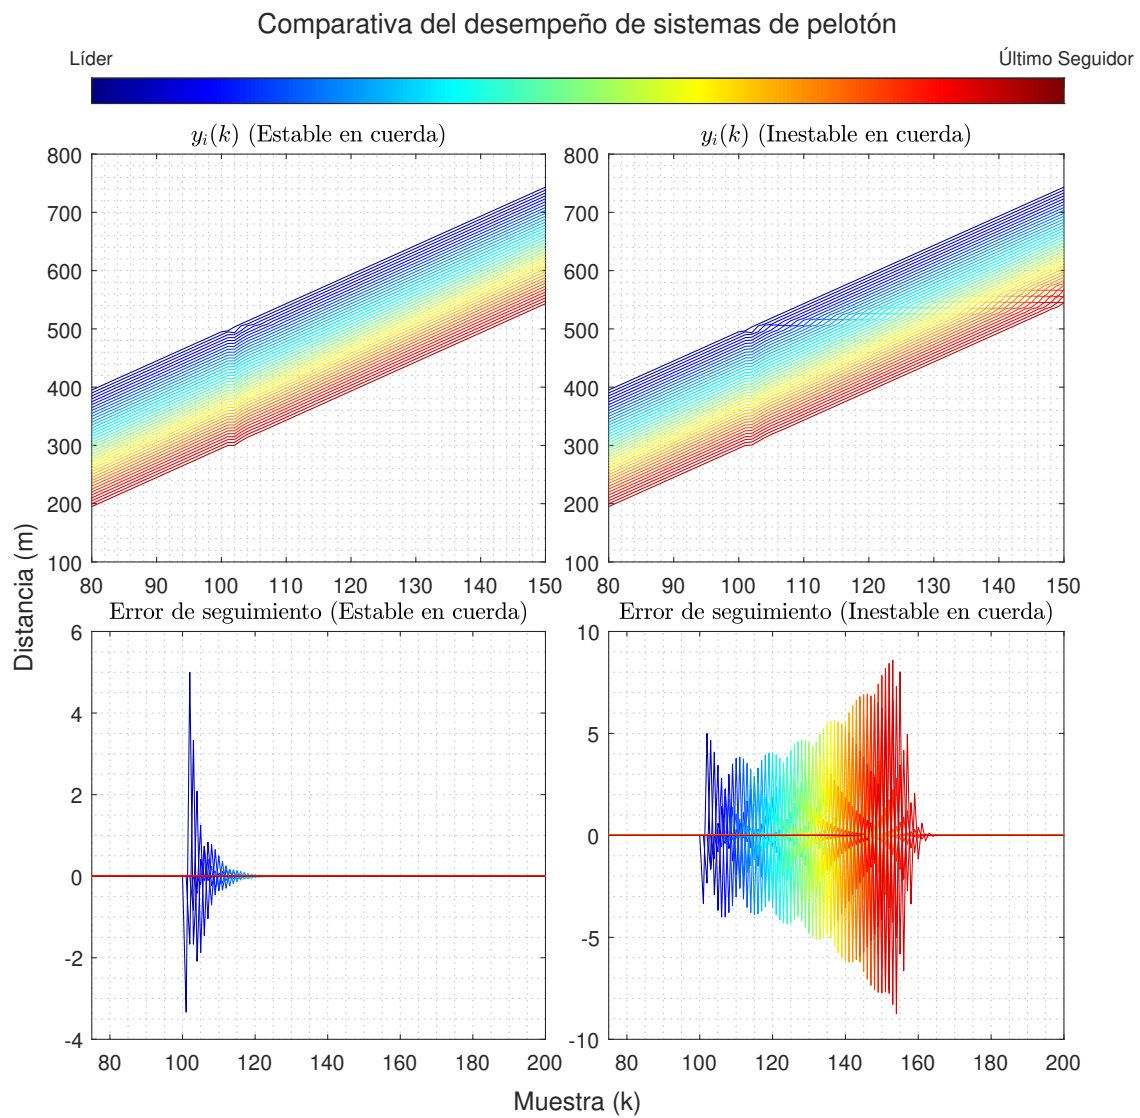 Comparativa del desempeño de sistemas de pelotón
Líder
Último Seguidor
y_i(k) (Estable en cuerda)
y_i(k) (Inestable en cuerda)
800
700
600
500
400
300
200
100
80 90 100 110 120 130 140 150
800
700
600
500
400
300
200
100
80 90 100 110 120 130 140 150
Distancia (m)
Error de seguimiento (Estable en cuerda)
Error de seguimiento (Inestable en cuerda)
6
4
2
0
-2
-4
80 100 120 140 160 180 200
10
5
0
-5
-10
80 100 120 140 160 180 200
Muestra (k)